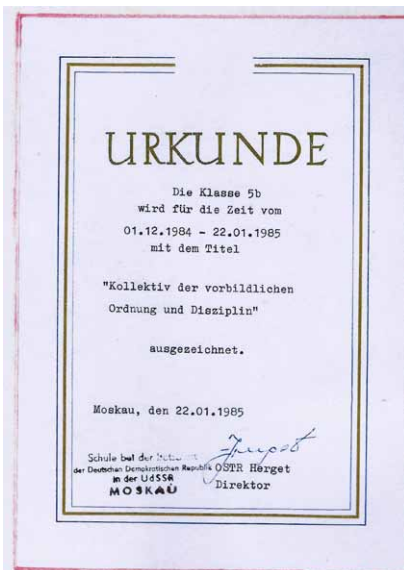 URKUNDE
Die Klasse 5b
wird für die Zeit vom
01.12.1984 - 22.01.1985
mit dem Titel
"Kollektiv der vorbildlichen
Ordnung und Disziplin"
ausgezeichnet.
Moskau, den 22.01.1985
Schule bei der
der Deutschen Demokratischen Republik
in der UdSSR
MOSKAU
OSTR Herget
Direktor